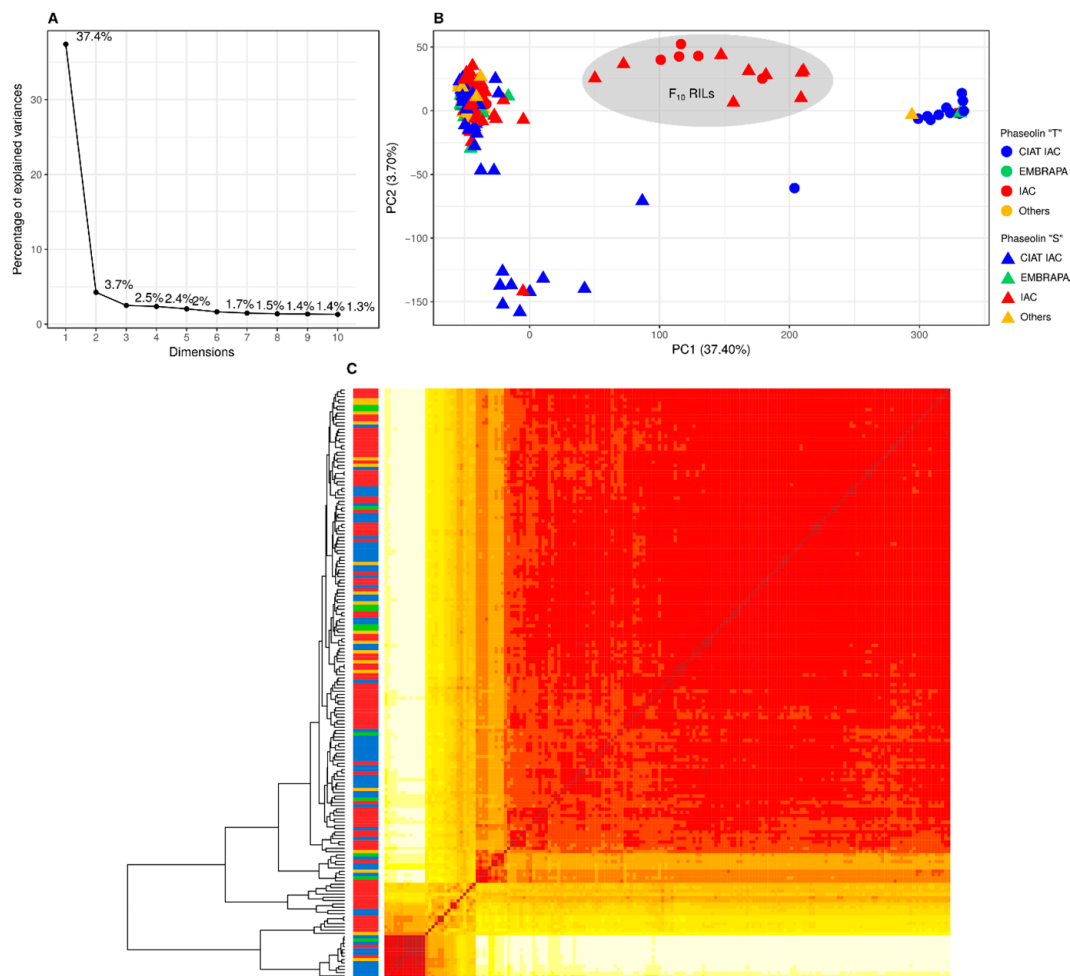 A
Percentage of explained variances
30
20
10
0
37.4%
3.7%
2.5%
2.4%
2%
1.7%
1.5%
1.4%
1.4%
1.3%
1 2 3 4 5 6 7 8 9 10
Dimensions
B
PC2 (3.70%)
50
0
−50
−100
−150
F10 RILs
0 100 200 300
PC1 (37.40%)
Phaseolin "T"
CIAT IAC
EMBRAPA
IAC
Others
Phaseolin "S"
CIAT IAC
EMBRAPA
IAC
Others
C